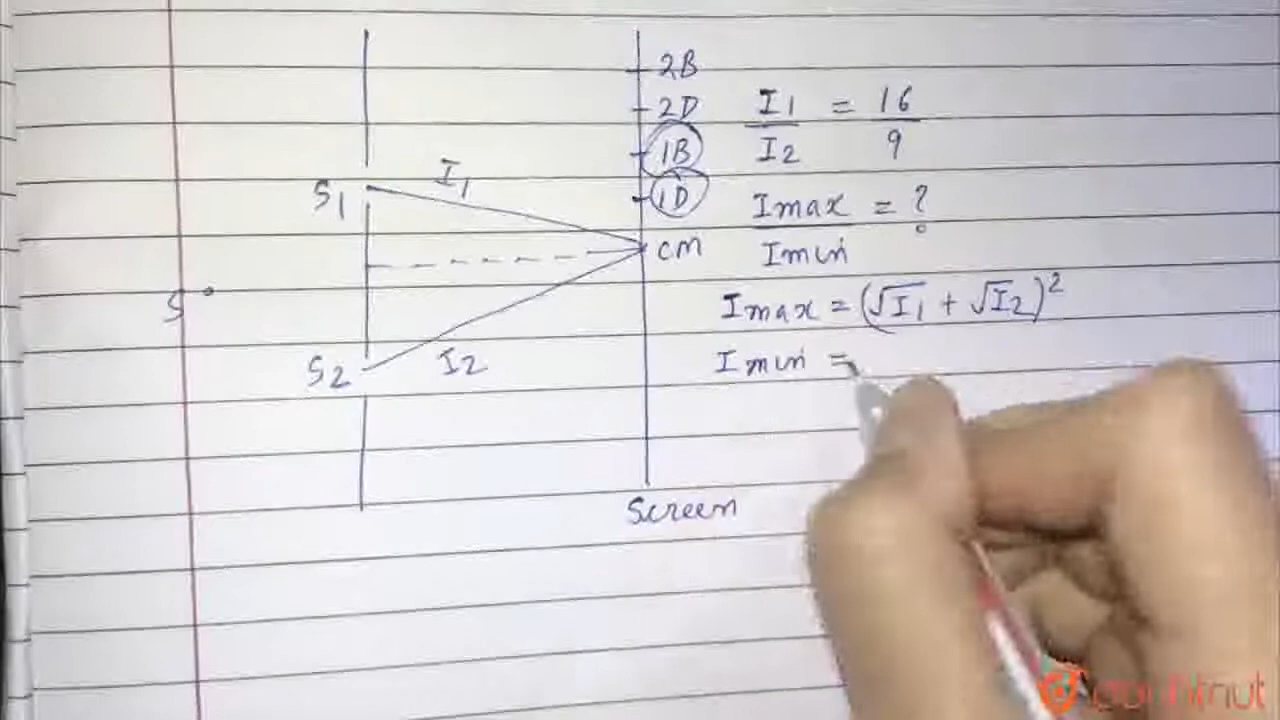 2B
2D
1B
1D
I1/I2 = 16/9
S1
I1
Imax/Imin = ?
CM
S
Imax = (√I1 + √I2)²
Imin =
S2
I2
Screen
doubtnut